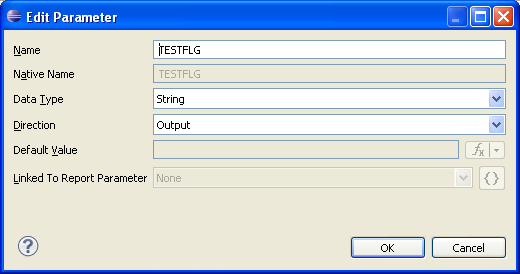 Edit Parameter
Name TESTFLG
Native Name TESTFLG
Data Type String
Direction Output
Default Value fx
Linked To Report Parameter None {}
? OK Cancel